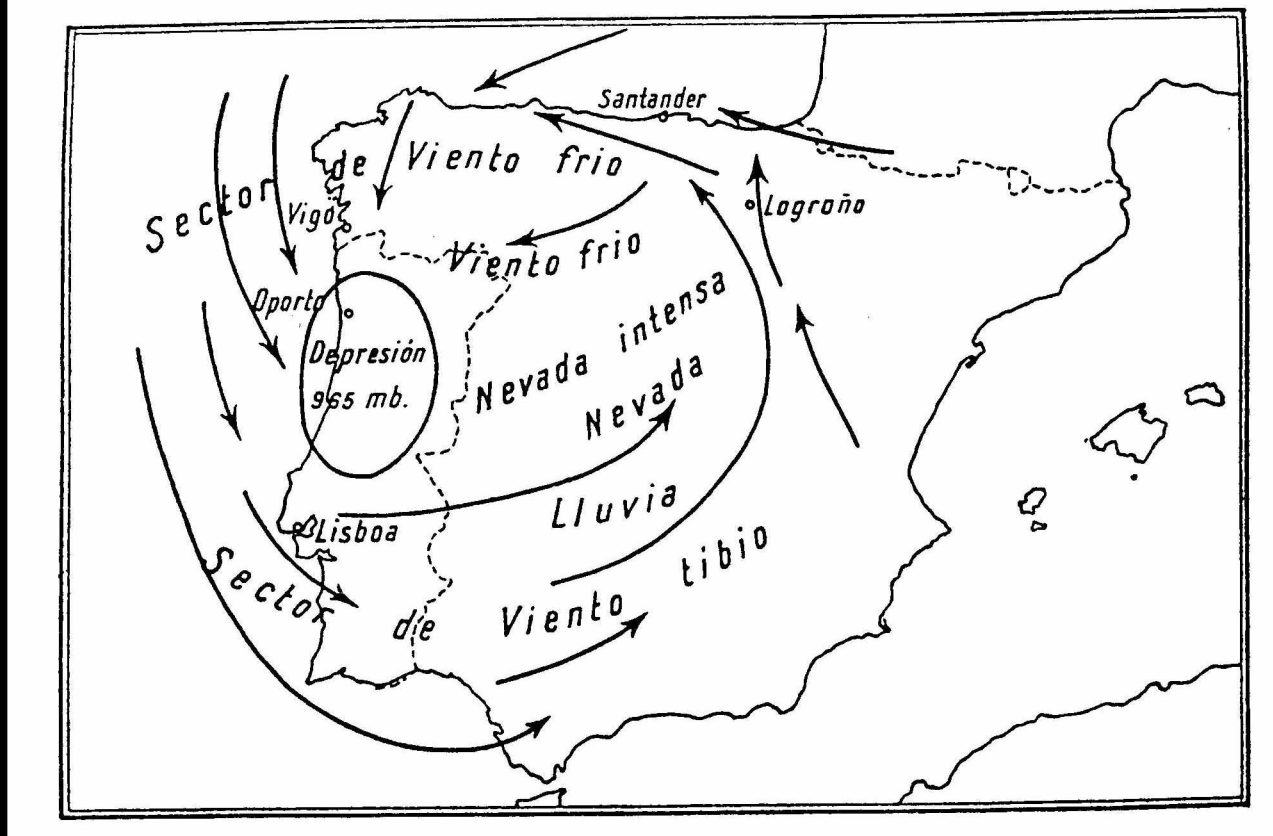 Santander
Sector de Viento frio
Vigo
Logroño
Viento frio
Oporto
Depresión
965 mb.
Nevada intensa
Nevada
Lluvia
Lisboa
Sector de Viento tibio